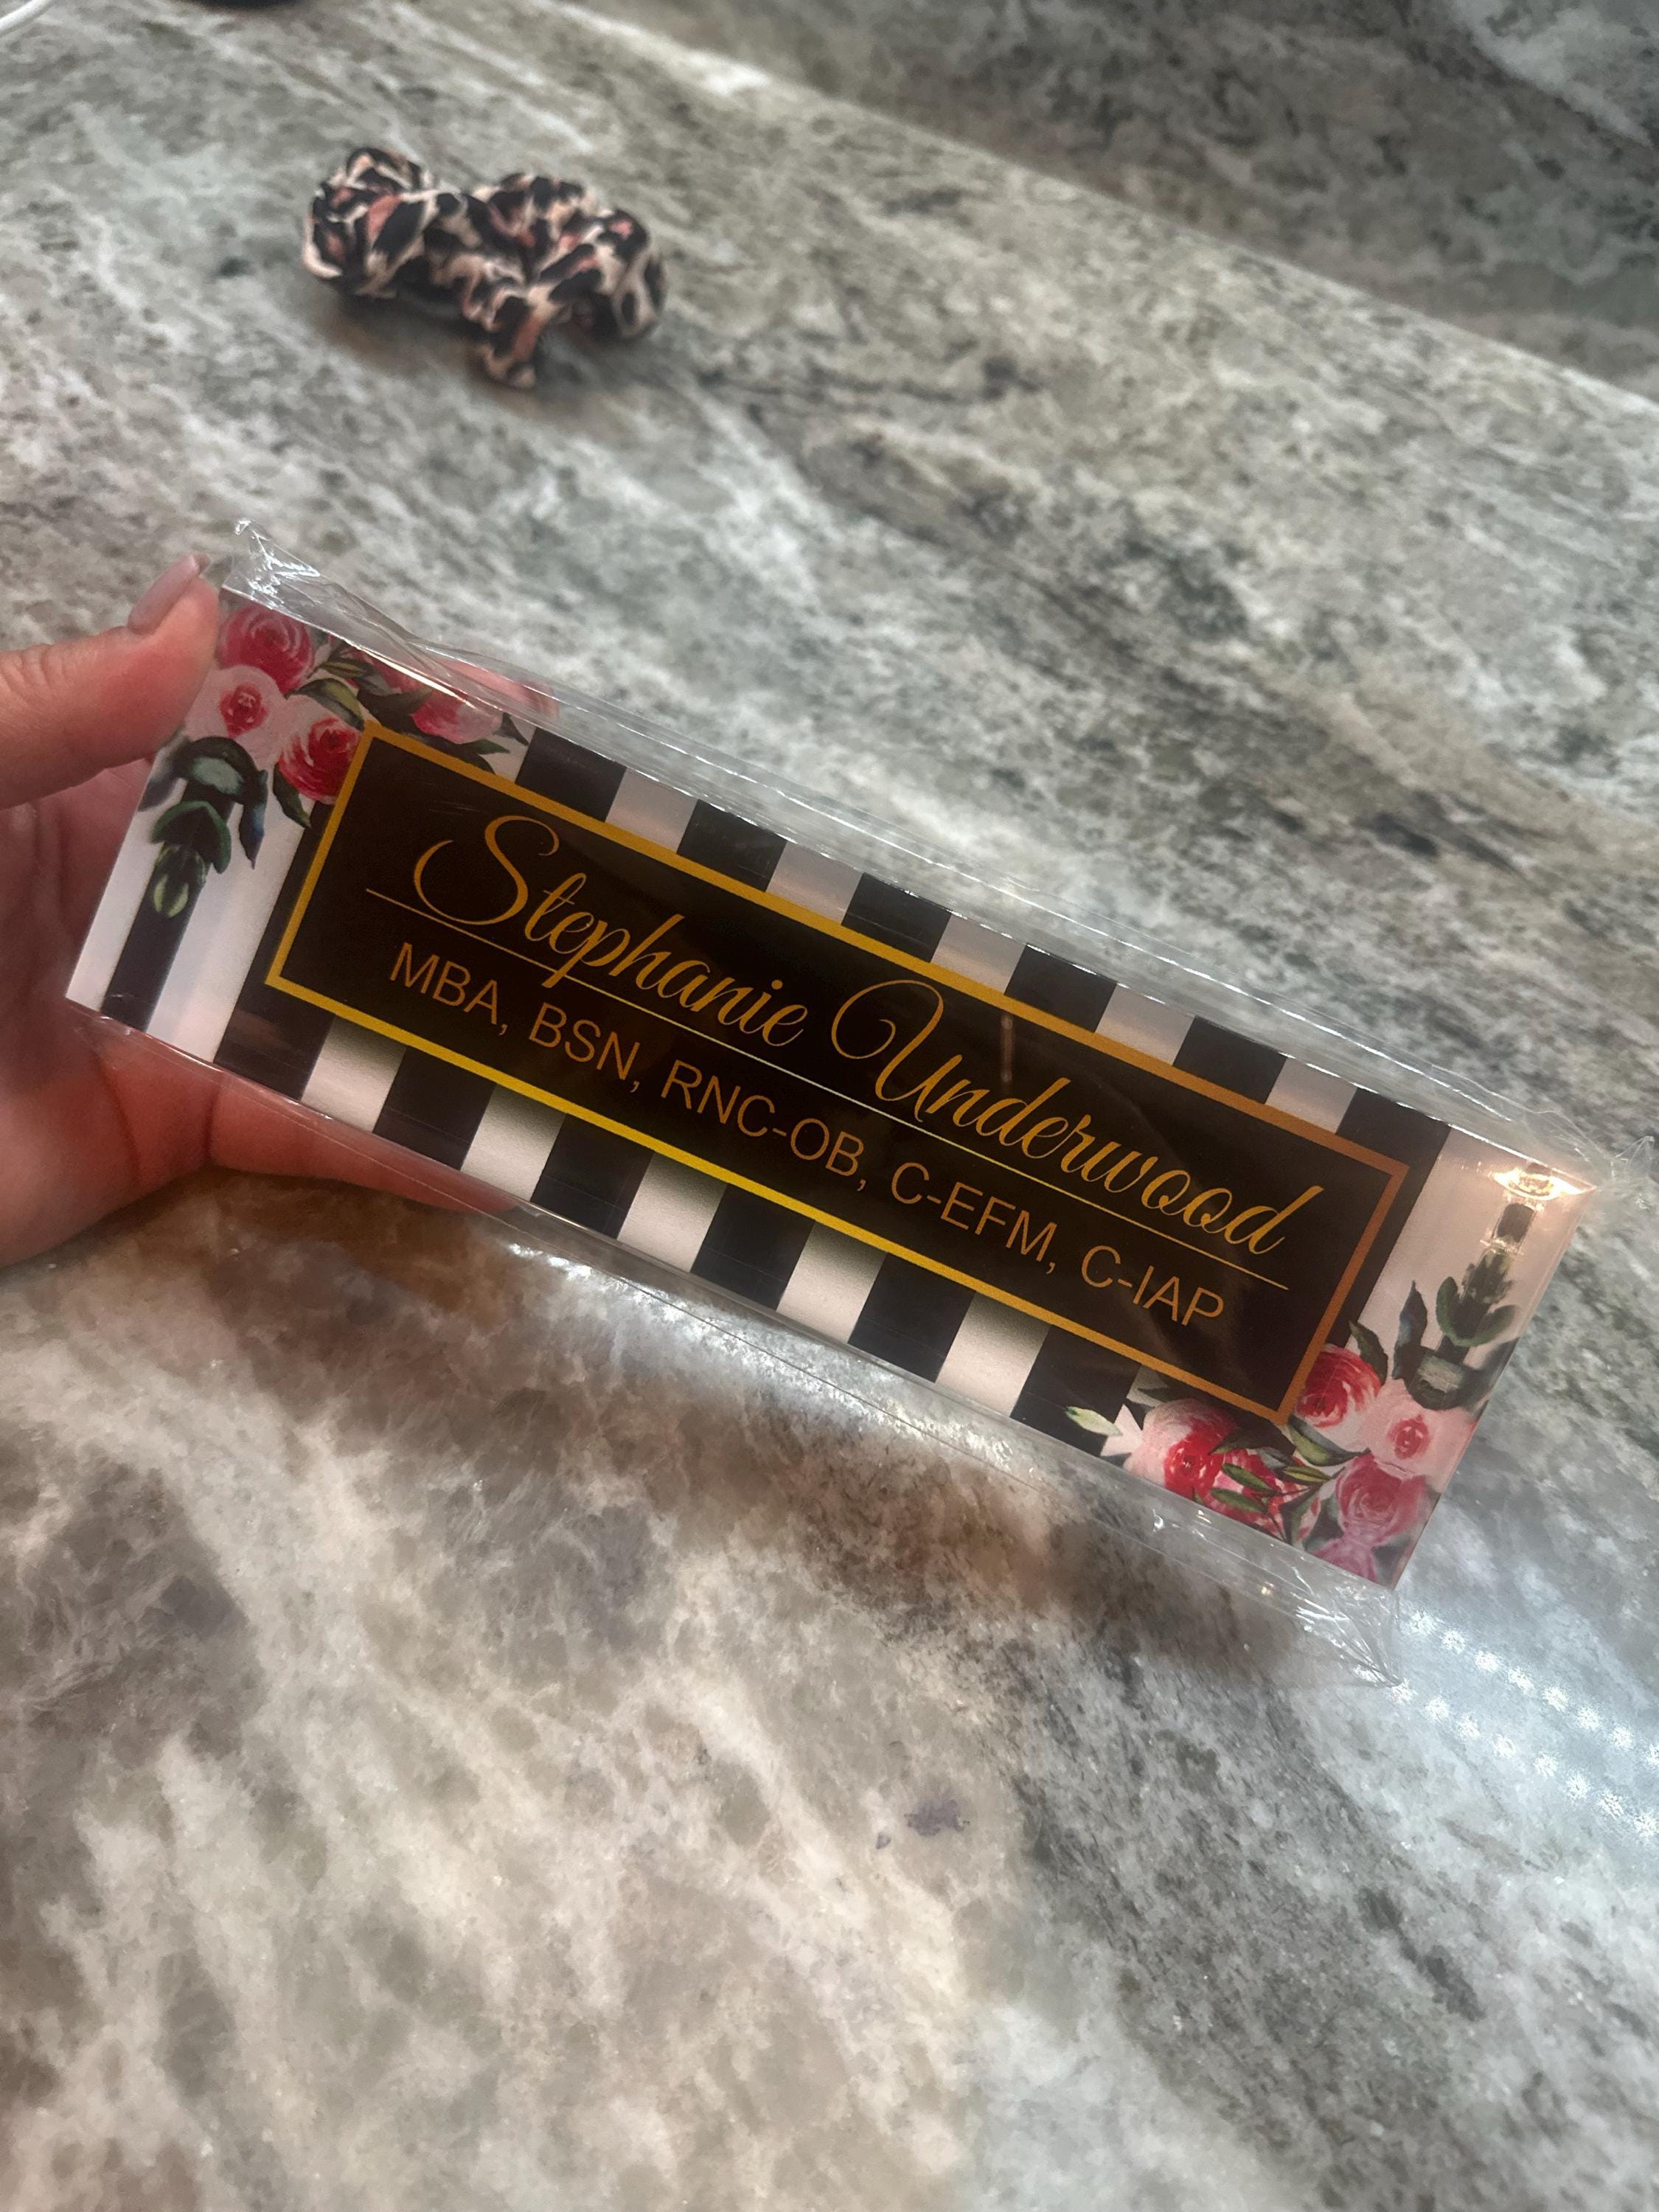 Stephanie Underwood
MBA, BSN, RNC-OB, C-EFM, C-IAP